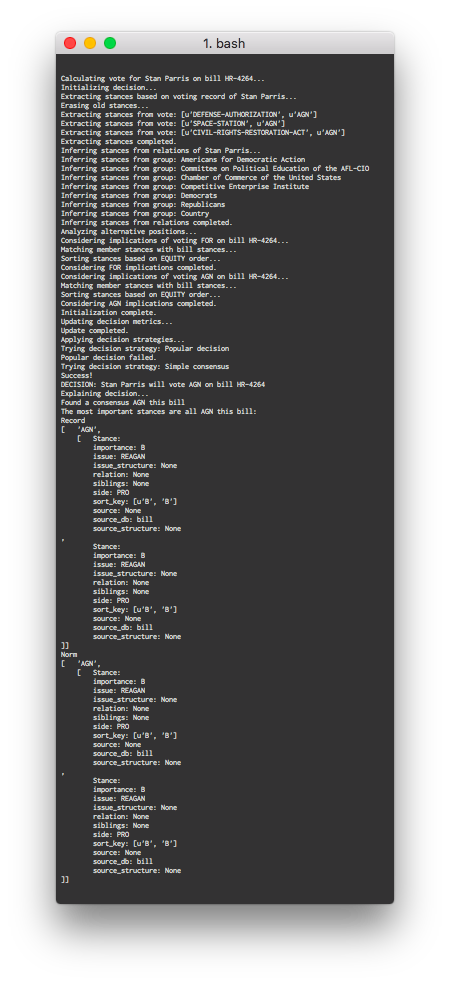 1. bash
Calculating vote for Stan Parris on bill HR-4264...
Initializing decision...
Extracting stances based on voting record of Stan Parris...
Erasing old stances...
Extracting stances from vote: [u'DEFENSE-AUTHORIZATION', u'AGN']
Extracting stances from vote: [u'SPACE-STATION', u'AGN']
Extracting stances from vote: [u'CIVIL-RIGHTS-RESTORATION-ACT', u'AGN']
Extracting stances completed.
Inferring stances from relations of Stan Parris...
Inferring stances from group: Americans for Democratic Action
Inferring stances from group: Committee on Political Education of the AFL-CIO
Inferring stances from group: Chamber of Commerce of the United States
Inferring stances from group: Competitive Enterprise Institute
Inferring stances from group: Democrats
Inferring stances from group: Republicans
Inferring stances from group: Country
Inferring stances from relations completed.
Analyzing alternative positions...
Considering implications of voting FOR on bill HR-4264...
Matching member stances with bill stances...
Sorting stances based on EQUITY order...
Considering FOR implications completed.
Considering implications of voting AGN on bill HR-4264...
Matching member stances with bill stances...
Sorting stances based on EQUITY order...
Considering AGN implications completed.
Initialization complete.
Updating decision metrics...
Update completed.
Applying decision strategies...
Trying decision strategy: Popular decision
Popular decision failed.
Trying decision strategy: Simple consensus
Success!
DECISION: Stan Parris will vote AGN on bill HR-4264
Explaining decision...
Found a consensus AGN this bill
The most important stances are all AGN this bill:
Record
[   'AGN',
    [   Stance:
        importance: B
        issue: REAGAN
        issue_structure: None
        relation: None
        siblings: None
        side: PRO
        sort_key: [u'B', 'B']
        source: None
        source_db: bill
        source_structure: None
,
        Stance:
        importance: B
        issue: REAGAN
        issue_structure: None
        relation: None
        siblings: None
        side: PRO
        sort_key: [u'B', 'B']
        source: None
        source_db: bill
        source_structure: None
]]
Norm
[   'AGN',
    [   Stance:
        importance: B
        issue: REAGAN
        issue_structure: None
        relation: None
        siblings: None
        side: PRO
        sort_key: [u'B', 'B']
        source: None
        source_db: bill
        source_structure: None
,
        Stance:
        importance: B
        issue: REAGAN
        issue_structure: None
        relation: None
        siblings: None
        side: PRO
        sort_key: [u'B', 'B']
        source: None
        source_db: bill
        source_structure: None
]]